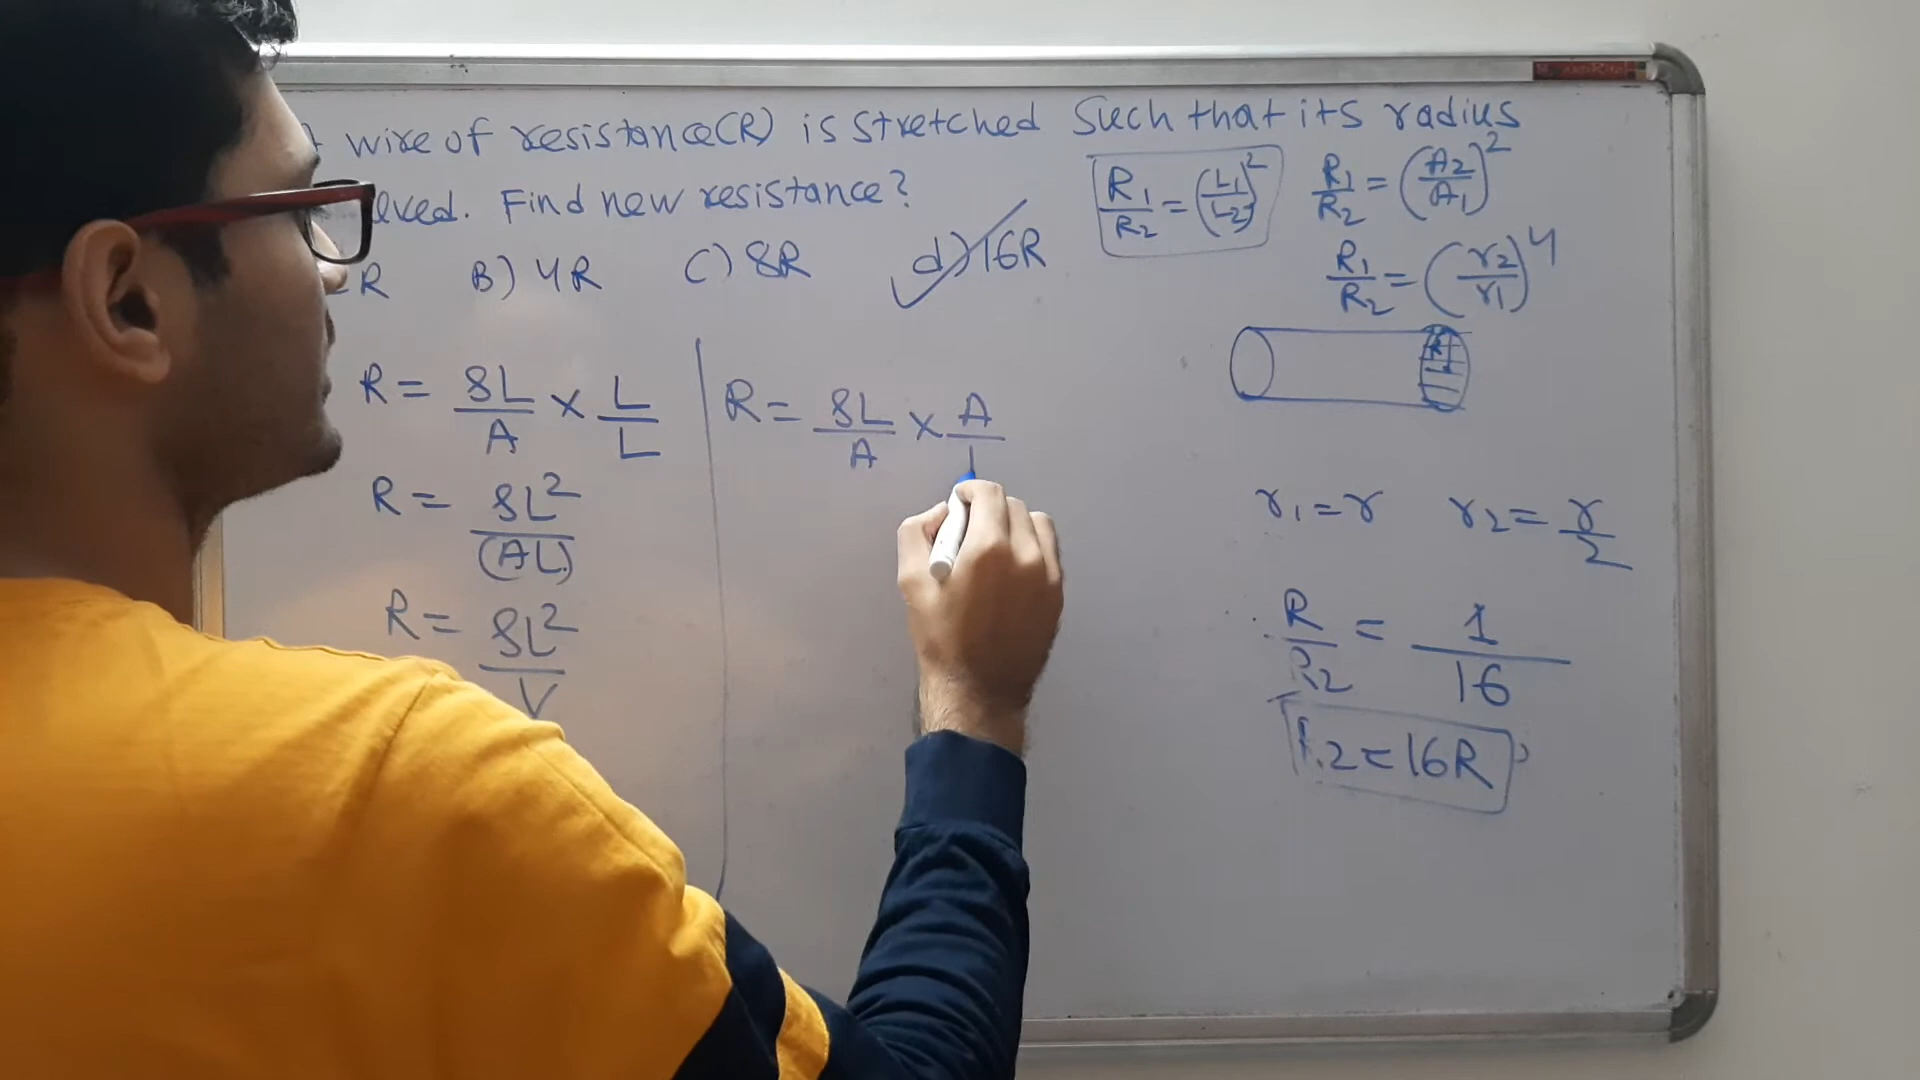 wire of resistance(R) is stretched such that its radius
Find new resistance?
R B) 4R C) 8R d) 16R
R1/R2 = (L1/L2)²
R1/R2 = (A2/A1)²
R1/R2 = (r2/r1)⁴
R = 8L/A × L/L
R = 8L²/(AL)
R = 8L²/V
R = 8L/A × A/
r1 = r r2 = r/2
R/R2 = 1/16
2 = 16R